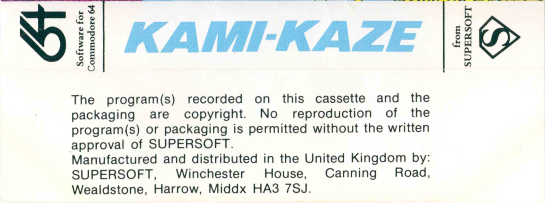 64
Software for
Commodore 64
KAMI-KAZE
from
SUPERSOFT
S
The program(s) recorded on this cassette and the
packaging are copyright. No reproduction of the
program(s) or packaging is permitted without the written
approval of SUPERSOFT.
Manufactured and distributed in the United Kingdom by:
SUPERSOFT, Winchester House, Canning Road,
Wealdstone, Harrow, Middx HA3 7SJ.